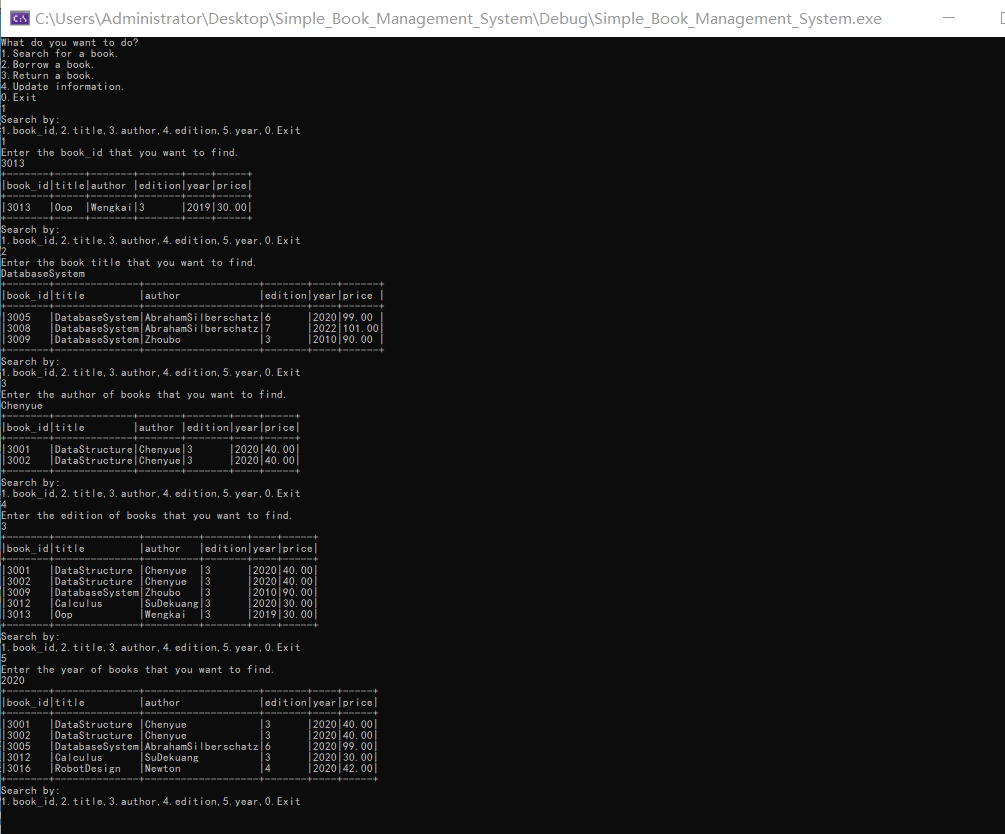 C:\Users\Administrator\Desktop\Simple_Book_Management_System\Debug\Simple_Book_Management_System.exe
What do you want to do?
1.Search for a book.
2.Borrow a book.
3.Return a book.
4.Update information.
0.Exit
1
Search by:
1.book_id,2.title,3.author,4.edition,5.year,0.Exit
1
Enter the book_id that you want to find.
3013
+-------+-----+-------+-------+----+-----+
|book_id|title|author |edition|year|price|
+-------+-----+-------+-------+----+-----+
|3013   |Oop  |Wengkai|3      |2019|30.00|
+-------+-----+-------+-------+----+-----+
Search by:
1.book_id,2.title,3.author,4.edition,5.year,0.Exit
2
Enter the book title that you want to find.
DatabaseSystem
+-------+--------------+-------------------+-------+----+------+
|book_id|title         |author             |edition|year|price |
+-------+--------------+-------------------+-------+----+------+
|3005   |DatabaseSystem|AbrahamSilberschatz|6      |2020|99.00 |
|3008   |DatabaseSystem|AbrahamSilberschatz|7      |2022|101.00|
|3009   |DatabaseSystem|Zhoubo             |3      |2010|90.00 |
+-------+--------------+-------------------+-------+----+------+
Search by:
1.book_id,2.title,3.author,4.edition,5.year,0.Exit
3
Enter the author of books that you want to find.
Chenyue
+-------+-------------+-------+-------+----+-----+
|book_id|title        |author |edition|year|price|
+-------+-------------+-------+-------+----+-----+
|3001   |DataStructure|Chenyue|3      |2020|40.00|
|3002   |DataStructure|Chenyue|3      |2020|40.00|
+-------+-------------+-------+-------+----+-----+
Search by:
1.book_id,2.title,3.author,4.edition,5.year,0.Exit
4
Enter the edition of books that you want to find.
3
+-------+--------------+---------+-------+----+-----+
|book_id|title         |author   |edition|year|price|
+-------+--------------+---------+-------+----+-----+
|3001   |DataStructure |Chenyue  |3      |2020|40.00|
|3002   |DataStructure |Chenyue  |3      |2020|40.00|
|3009   |DatabaseSystem|Zhoubo   |3      |2010|90.00|
|3012   |Calculus      |SuDekuang|3      |2020|30.00|
|3013   |Oop           |Wengkai  |3      |2019|30.00|
+-------+--------------+---------+-------+----+-----+
Search by:
1.book_id,2.title,3.author,4.edition,5.year,0.Exit
5
Enter the year of books that you want to find.
2020
+-------+--------------+-------------------+-------+----+-----+
|book_id|title         |author             |edition|year|price|
+-------+--------------+-------------------+-------+----+-----+
|3001   |DataStructure |Chenyue            |3      |2020|40.00|
|3002   |DataStructure |Chenyue            |3      |2020|40.00|
|3005   |DatabaseSystem|AbrahamSilberschatz|6      |2020|99.00|
|3012   |Calculus      |SuDekuang          |3      |2020|30.00|
|3016   |RobotDesign   |Newton             |4      |2020|42.00|
+-------+--------------+-------------------+-------+----+-----+
Search by:
1.book_id,2.title,3.author,4.edition,5.year,0.Exit